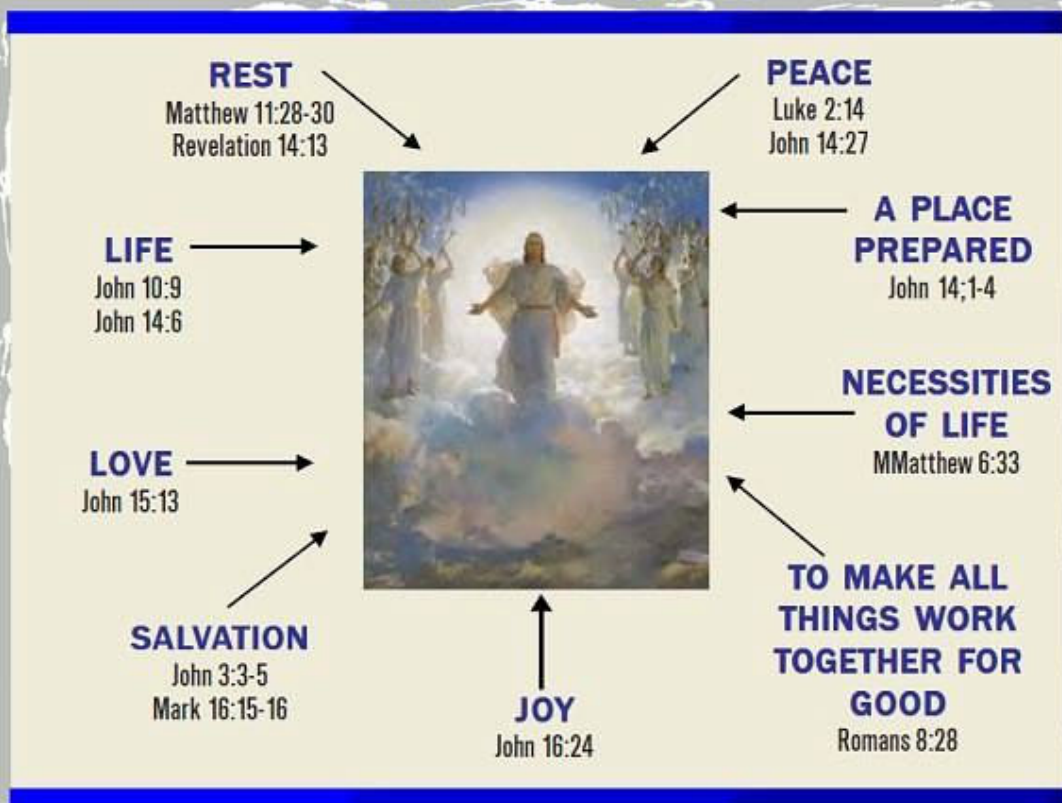 REST
Matthew 11:28-30
Revelation 14:13
PEACE
Luke 2:14
John 14:27
LIFE
John 10:9
John 14:6
A PLACE
PREPARED
John 14;1-4
NECESSITIES
OF LIFE
MMatthew 6:33
LOVE
John 15:13
TO MAKE ALL
THINGS WORK
TOGETHER FOR
GOOD
Romans 8:28
SALVATION
John 3:3-5
Mark 16:15-16
JOY
John 16:24